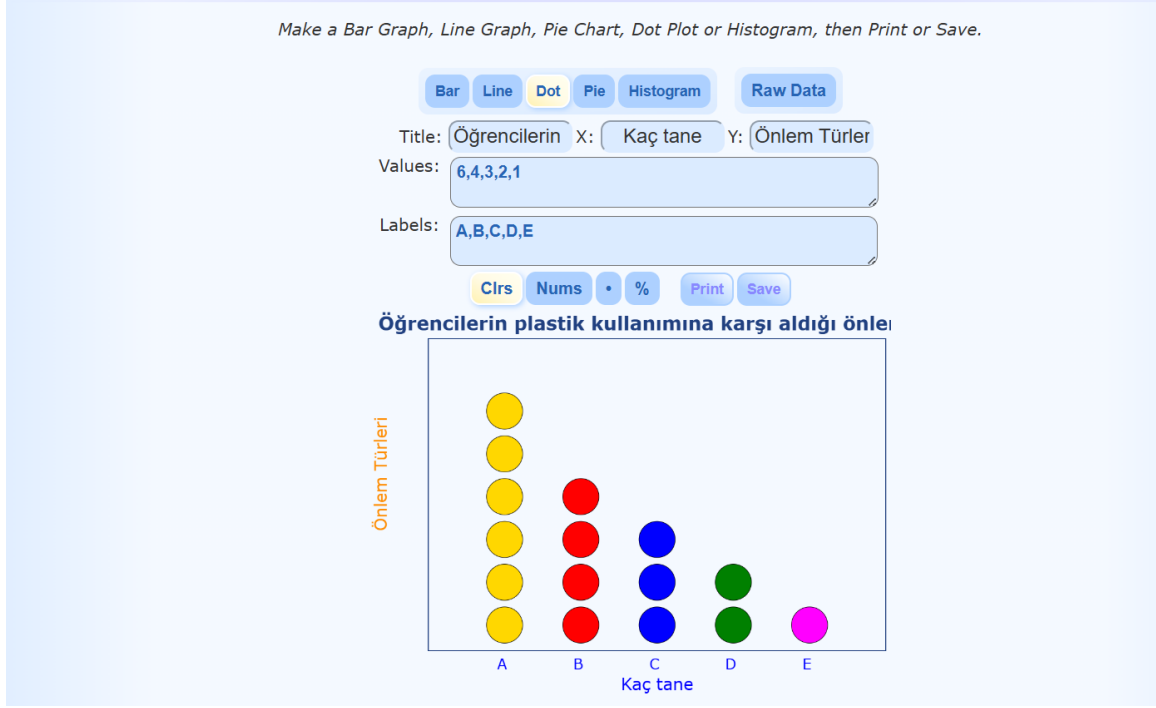 Make a Bar Graph, Line Graph, Pie Chart, Dot Plot or Histogram, then Print or Save.
Bar Line Dot Pie Histogram Raw Data
Title: Öğrencilerin X: Kaç tane Y: Önlem Türler
Values: 6,4,3,2,1
Labels: A,B,C,D,E
Clrs Nums • % Print Save
Öğrencilerin plastik kullanımına karşı aldığı önle
Önlem Türleri
A B C D E
Kaç tane